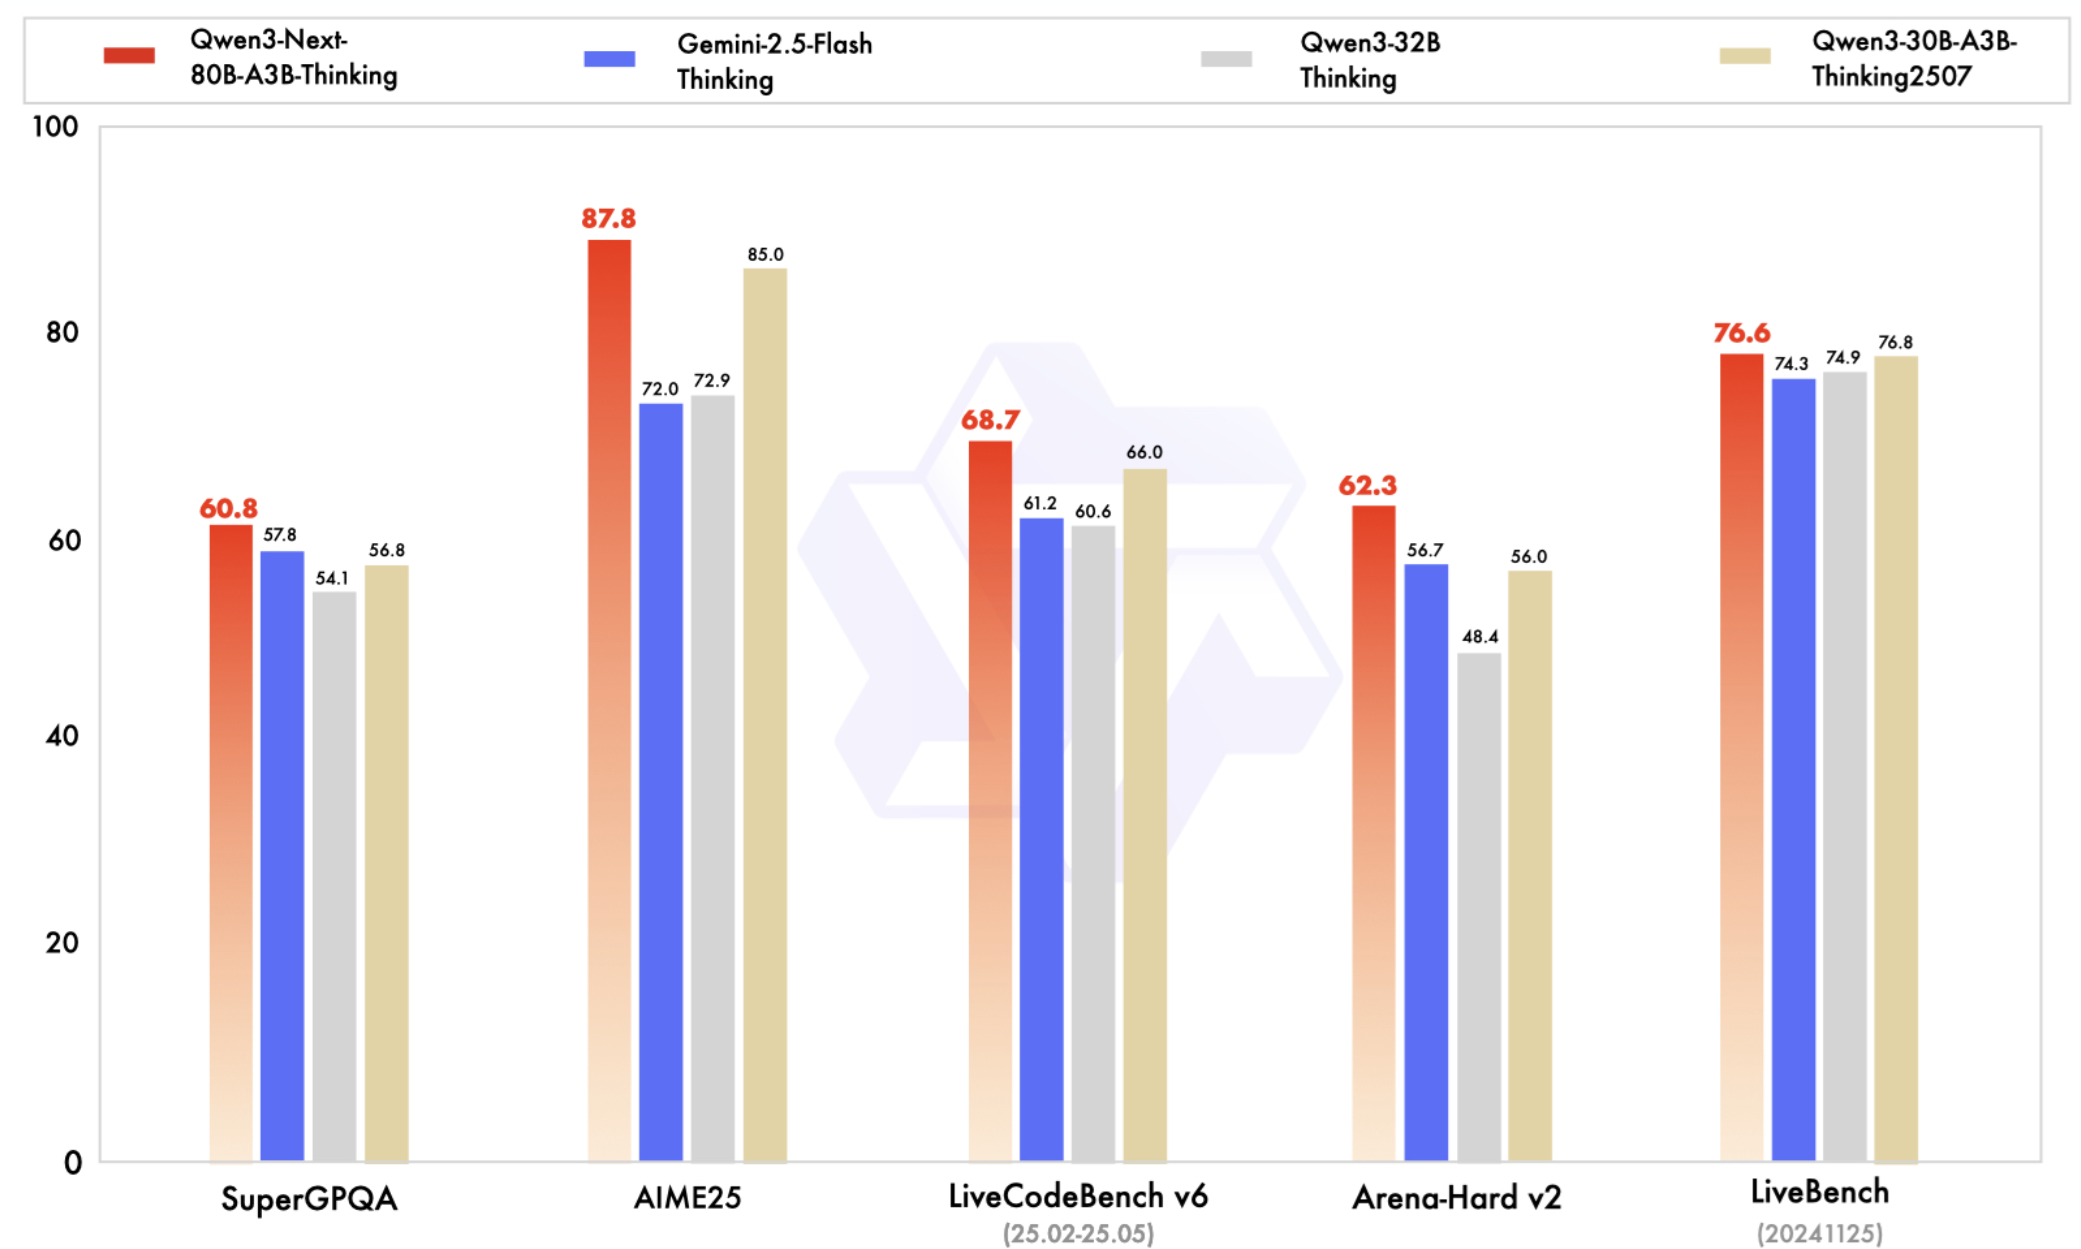 Qwen3-Next-
80B-A3B-Thinking
Gemini-2.5-Flash
Thinking
Qwen3-32B
Thinking
Qwen3-30B-A3B-
Thinking2507
100
80
60
40
20
0
60.8
57.8
54.1
56.8
87.8
72.0
72.9
85.0
68.7
61.2
60.6
66.0
62.3
56.7
48.4
56.0
76.6
74.3
74.9
76.8
SuperGPQA
AIME25
LiveCodeBench v6
(25.02-25.05)
Arena-Hard v2
LiveBench
(20241125)